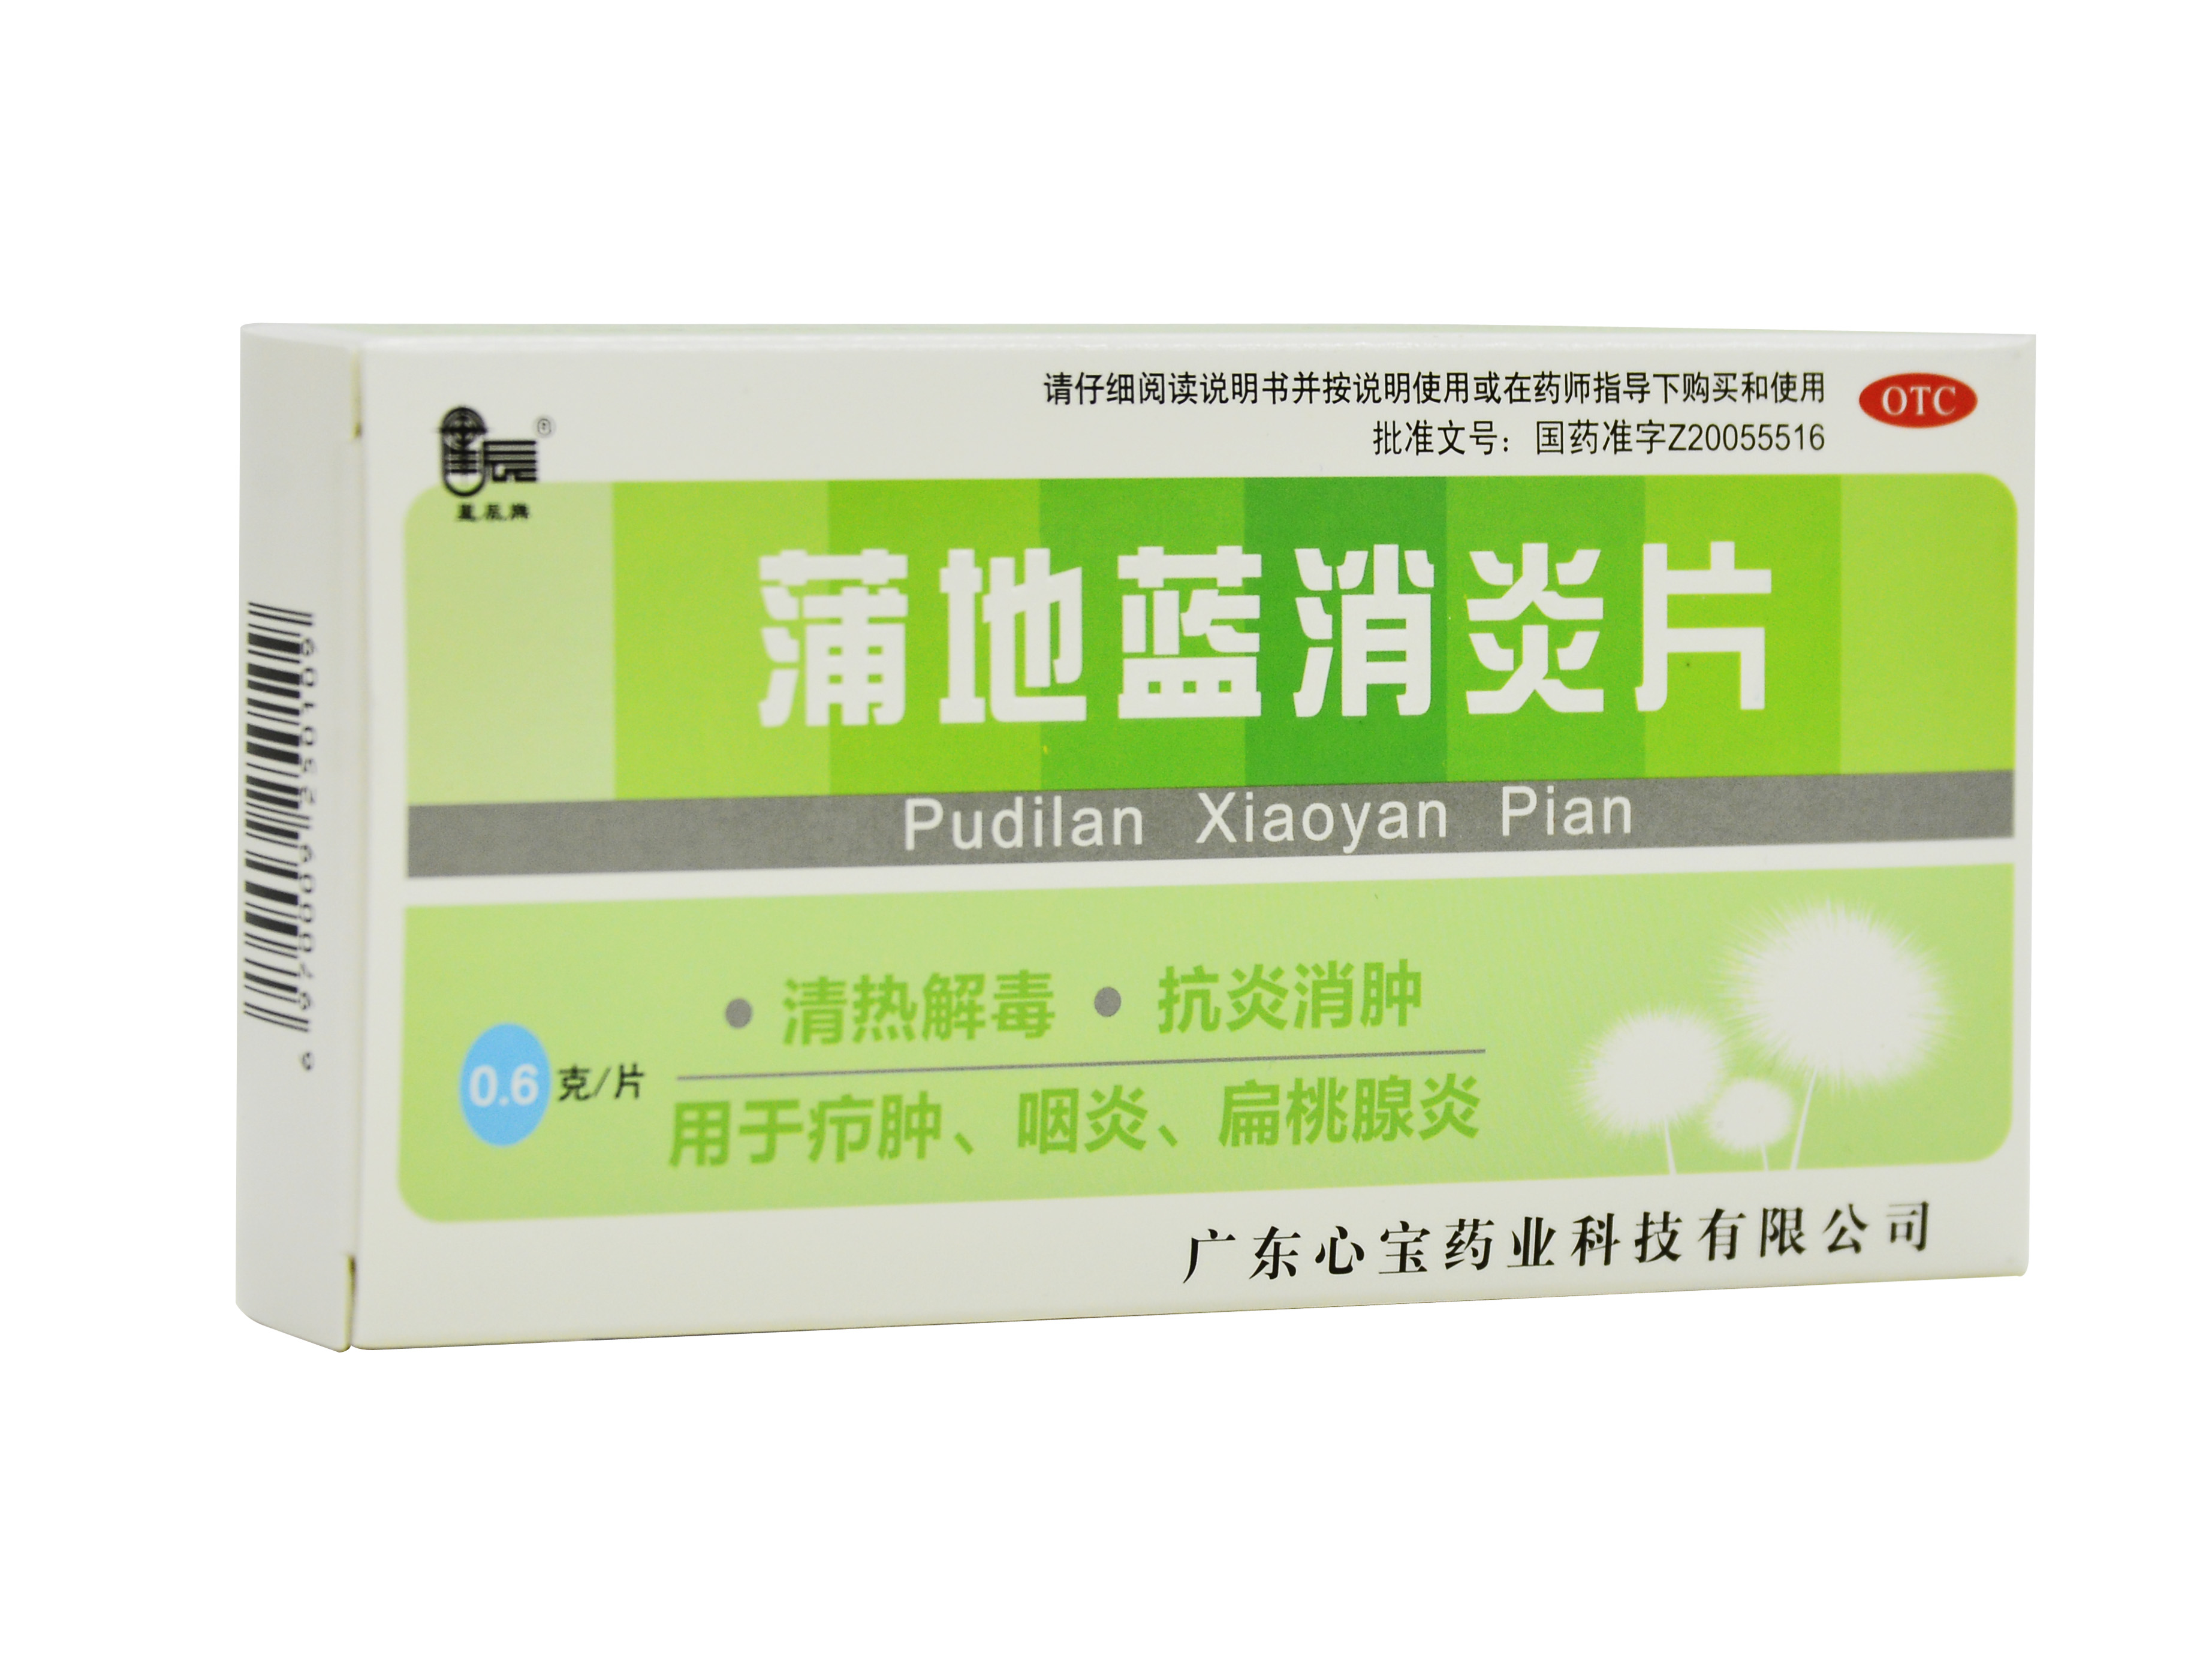 请仔细阅读说明书并按说明使用或在药师指导下购买和使用
OTC
批准文号：国药准字Z20055516
®
星辰牌
蒲地蓝消炎片
Pudilan Xiaoyan Pian
• 清热解毒 • 抗炎消肿
0.6 克/片
用于疖肿、咽炎、扁桃腺炎
广东心宝药业科技有限公司